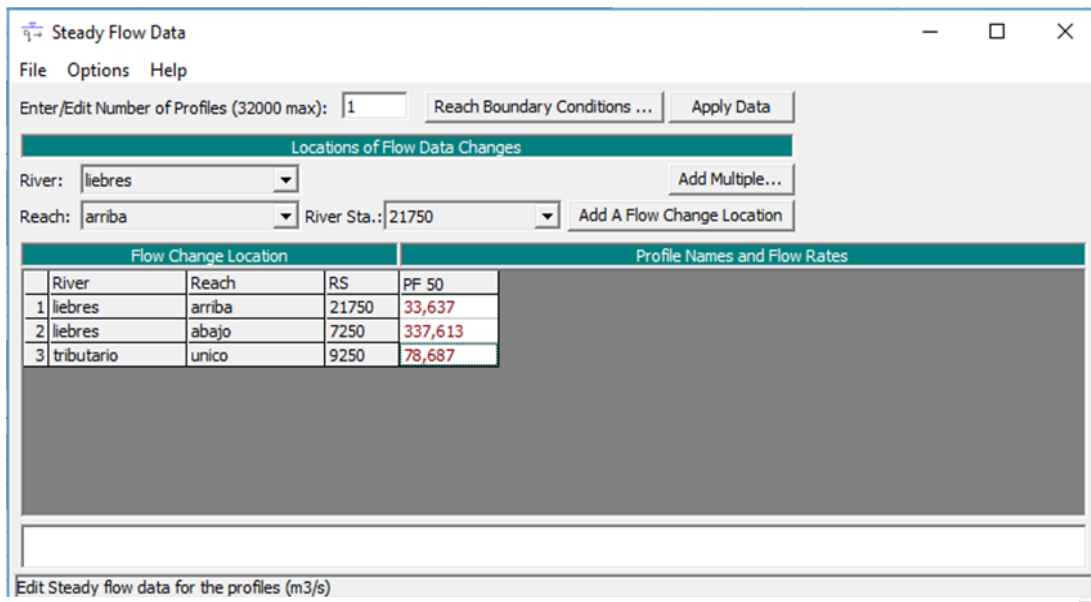 Steady Flow Data
File Options Help
Enter/Edit Number of Profiles (32000 max): 1 Reach Boundary Conditions ... Apply Data
Locations of Flow Data Changes
River: liebres Add Multiple...
Reach: arriba River Sta.: 21750 Add A Flow Change Location
Flow Change Location Profile Names and Flow Rates
River Reach RS PF 50
1 liebres arriba 21750 33,637
2 liebres abajo 7250 337,613
3 tributario unico 9250 78,687
Edit Steady flow data for the profiles (m3/s)